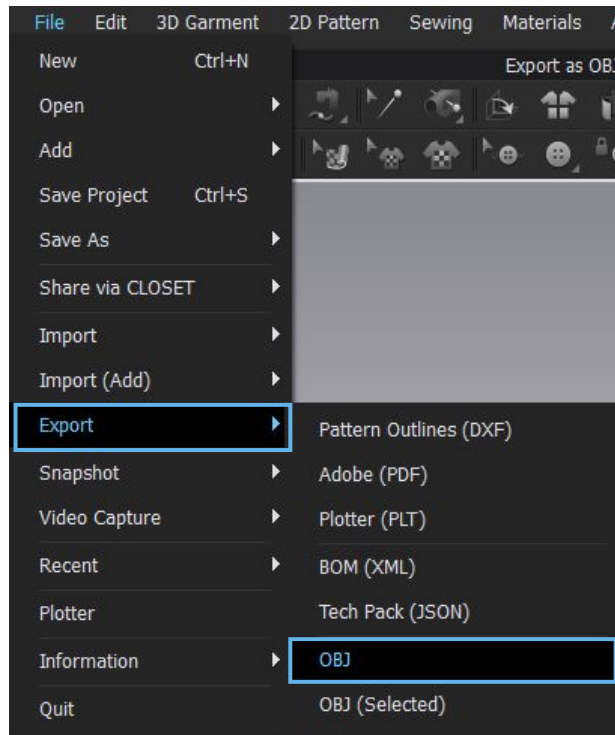 File Edit 3D Garment 2D Pattern Sewing Materials
Export as OBJ
New Ctrl+N
Open
Add
Save Project Ctrl+S
Save As
Share via CLOSET
Import
Import (Add)
Export
Snapshot
Video Capture
Recent
Plotter
Information
Quit
Pattern Outlines (DXF)
Adobe (PDF)
Plotter (PLT)
BOM (XML)
Tech Pack (JSON)
OBJ
OBJ (Selected)